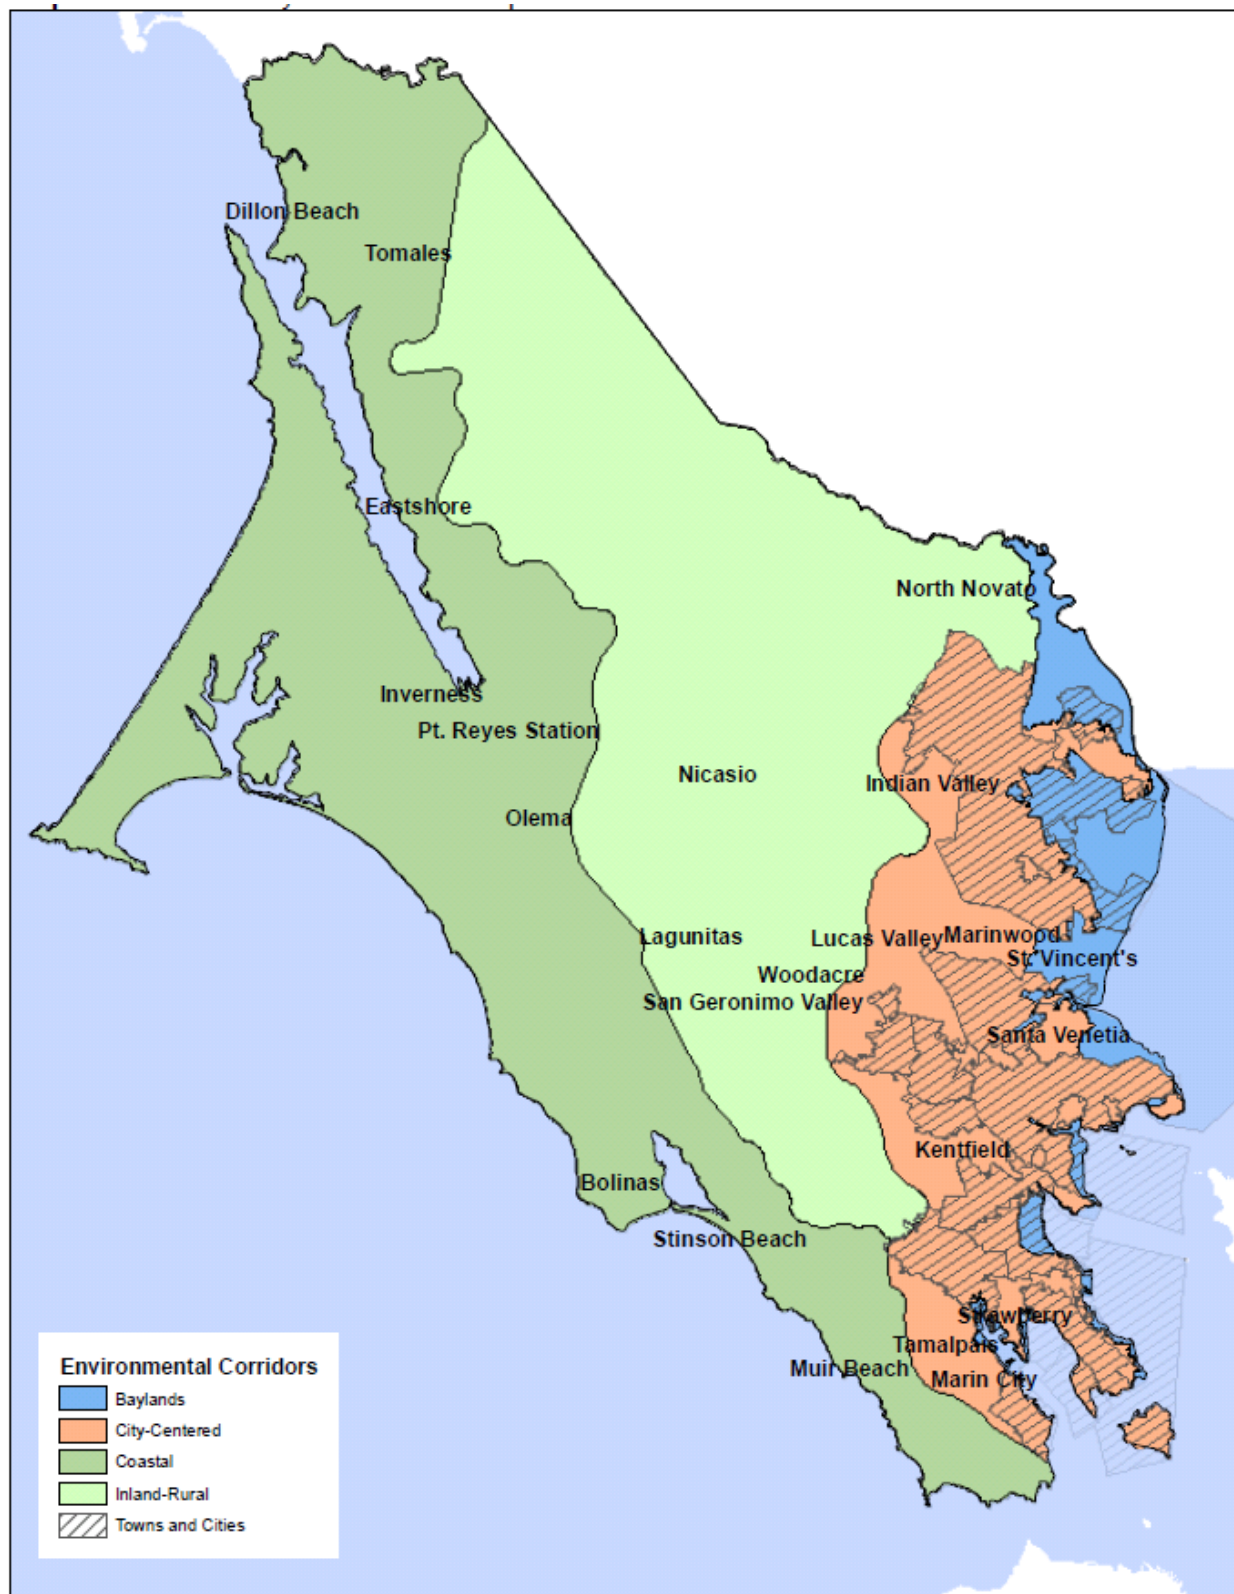 Dillon Beach
Tomales
Eastshore
North Novato
Inverness
Pt. Reyes Station
Nicasio
Indian Valley
Olema
Lagunitas
Lucas Valley
Marinwood
St. Vincent's
Woodacre
San Geronimo Valley
Santa Venetia
Kentfield
Bolinas
Stinson Beach
Strawberry
Tamalpais
Muir Beach
Marin City
Environmental Corridors
Baylands
City-Centered
Coastal
Inland-Rural
Towns and Cities